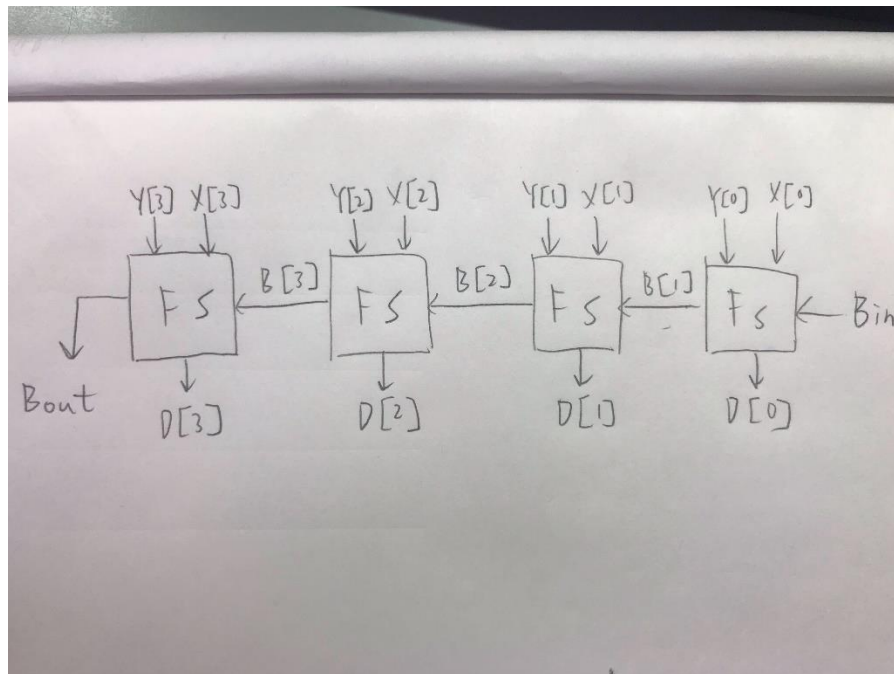 Y[3] X[3] Y[2] X[2] Y[1] X[1] Y[0] X[0]
FS B[3] FS B[2] FS B[1] FS Bin
Bout D[3] D[2] D[1] D[0]